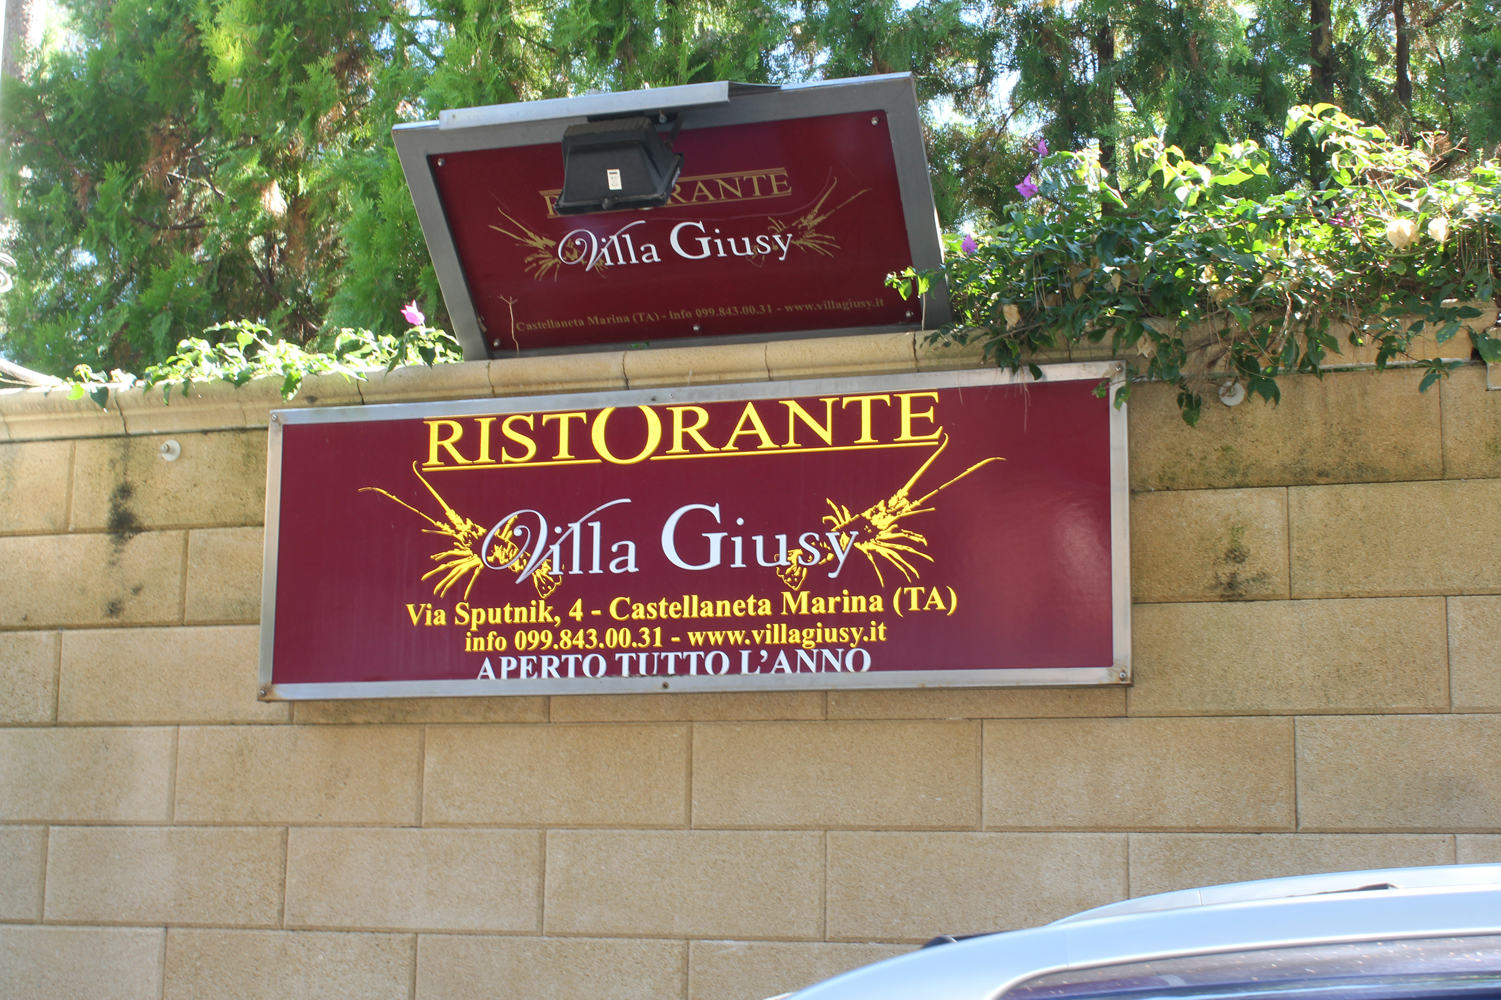 RISTORANTE
Villa Giusy
Castellaneta Marina (TA) - info 099.843.00.31 - www.villagiusy.it
RISTORANTE
Villa Giusy
Via Sputnik, 4 - Castellaneta Marina (TA)
info 099.843.00.31 - www.villagiusy.it
APERTO TUTTO L'ANNO